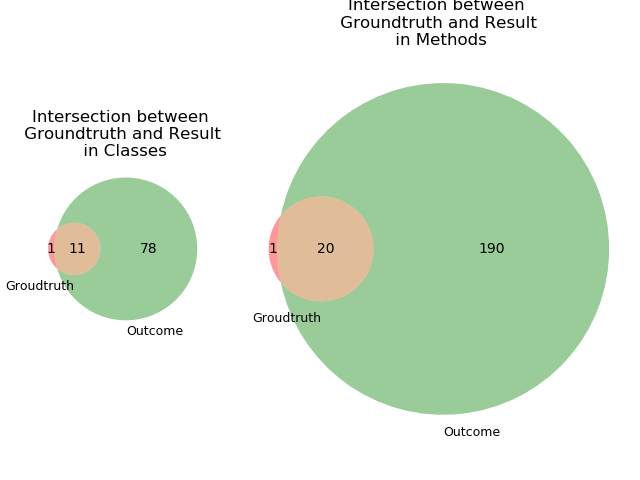 Intersection between
Groundtruth and Result
in Classes
1
11
78
Groudtruth
Outcome
Intersection between
Groundtruth and Result
in Methods
1
20
190
Groudtruth
Outcome